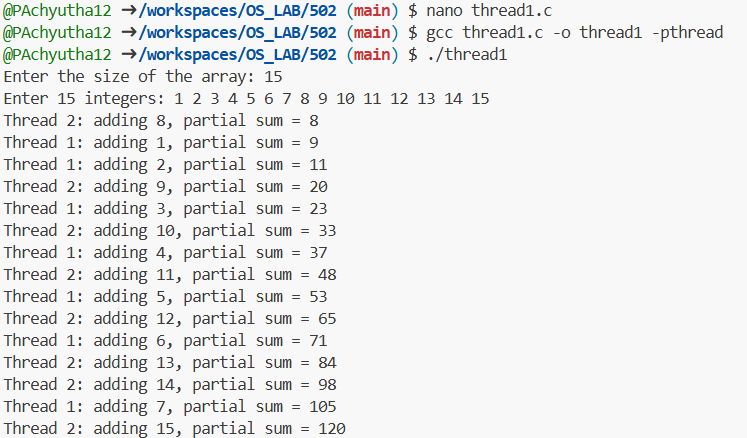 @PAchyutha12 ➜/workspaces/OS_LAB/502 (main) $ nano thread1.c
@PAchyutha12 ➜/workspaces/OS_LAB/502 (main) $ gcc thread1.c -o thread1 -pthread
@PAchyutha12 ➜/workspaces/OS_LAB/502 (main) $ ./thread1
Enter the size of the array: 15
Enter 15 integers: 1 2 3 4 5 6 7 8 9 10 11 12 13 14 15
Thread 2: adding 8, partial sum = 8
Thread 1: adding 1, partial sum = 9
Thread 1: adding 2, partial sum = 11
Thread 2: adding 9, partial sum = 20
Thread 1: adding 3, partial sum = 23
Thread 2: adding 10, partial sum = 33
Thread 1: adding 4, partial sum = 37
Thread 2: adding 11, partial sum = 48
Thread 1: adding 5, partial sum = 53
Thread 2: adding 12, partial sum = 65
Thread 1: adding 6, partial sum = 71
Thread 2: adding 13, partial sum = 84
Thread 2: adding 14, partial sum = 98
Thread 1: adding 7, partial sum = 105
Thread 2: adding 15, partial sum = 120